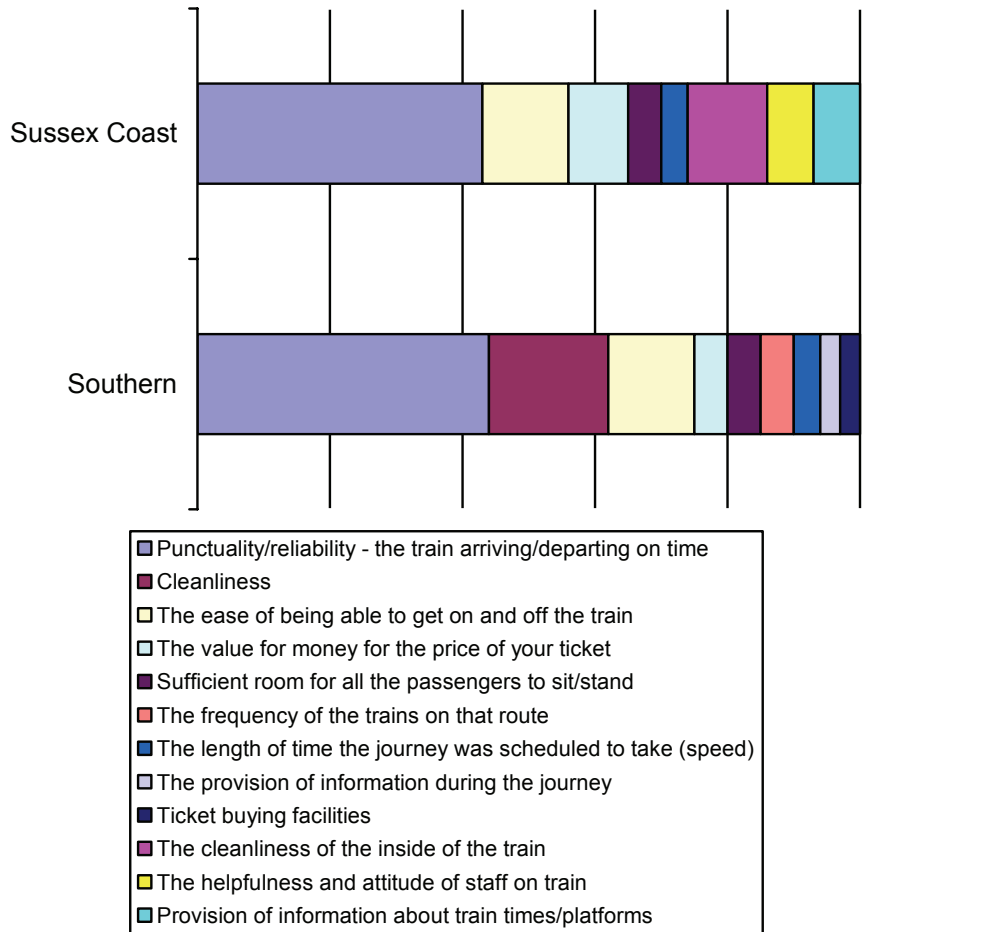 Sussex Coast
Southern
Punctuality/reliability - the train arriving/departing on time
Cleanliness
The ease of being able to get on and off the train
The value for money for the price of your ticket
Sufficient room for all the passengers to sit/stand
The frequency of the trains on that route
The length of time the journey was scheduled to take (speed)
The provision of information during the journey
Ticket buying facilities
The cleanliness of the inside of the train
The helpfulness and attitude of staff on train
Provision of information about train times/platforms